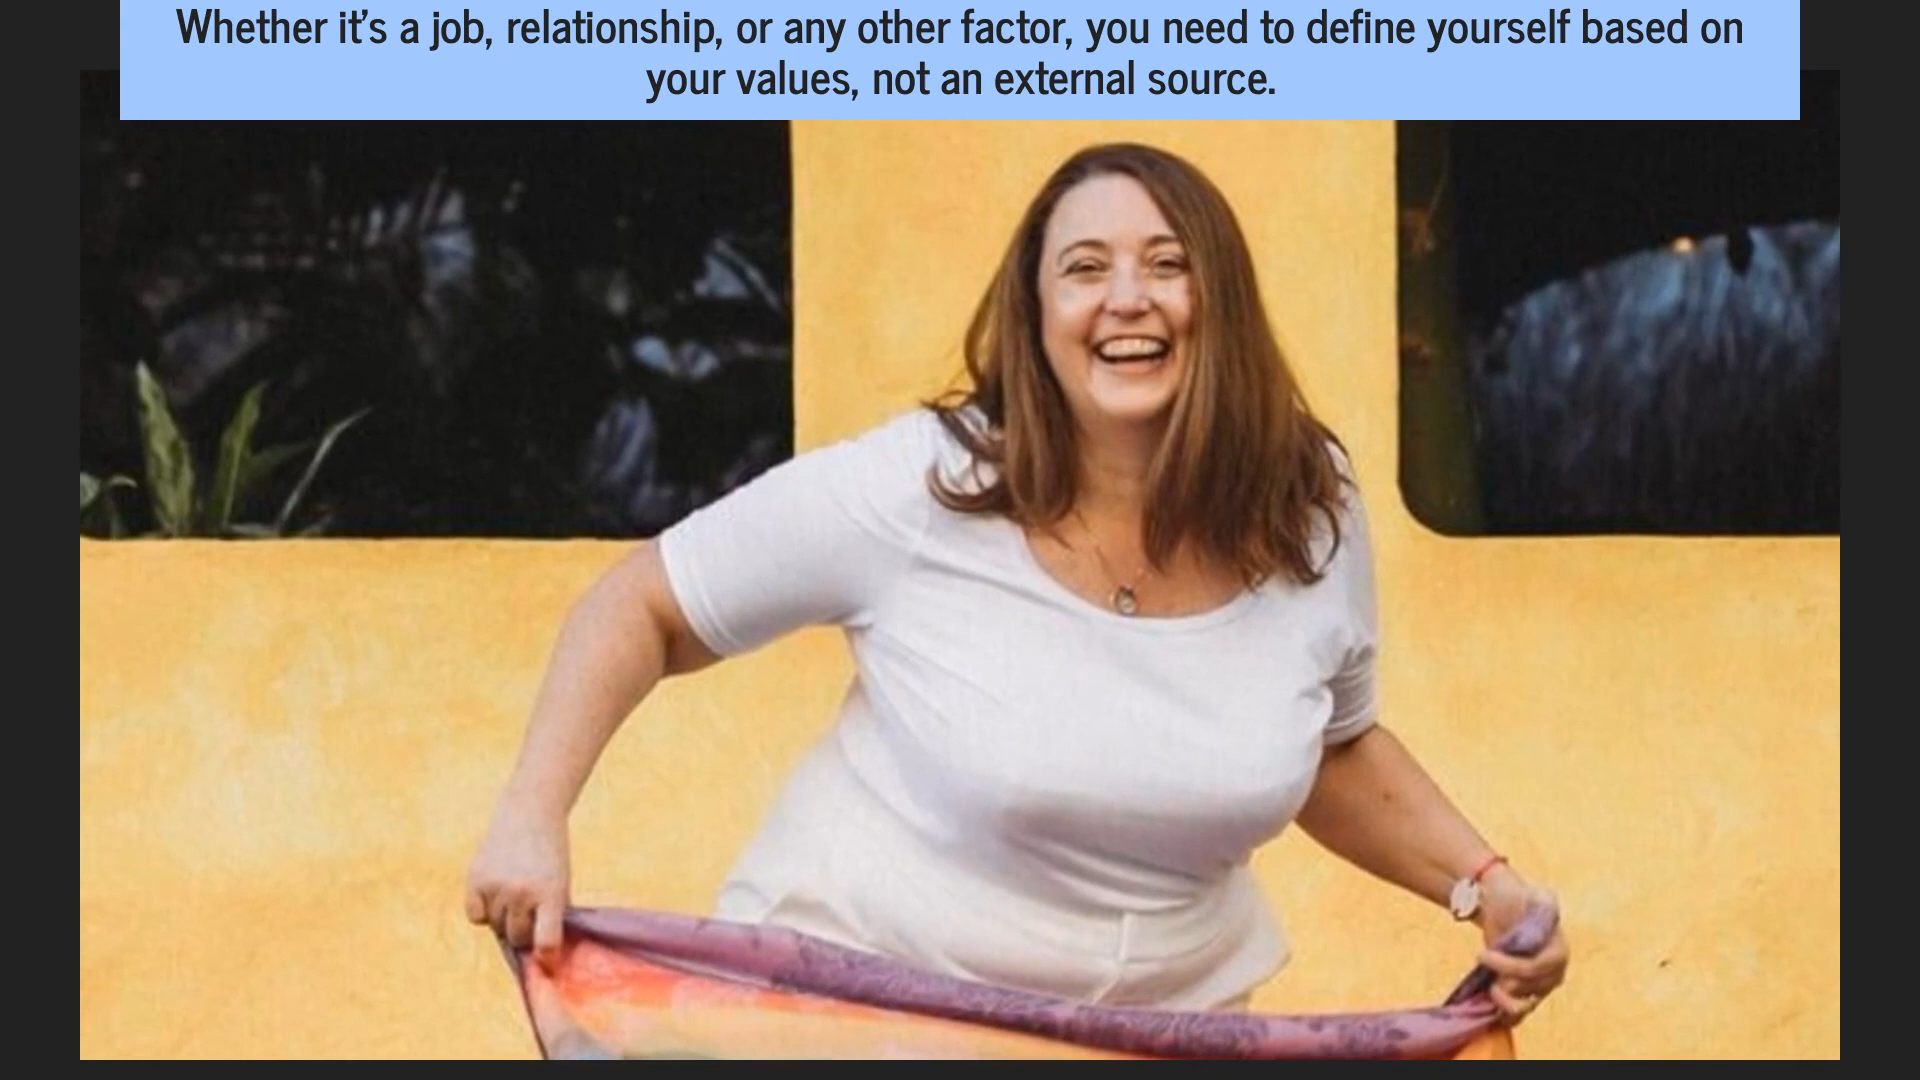 Whether it's a job, relationship, or any other factor, you need to define yourself based on
your values, not an external source.